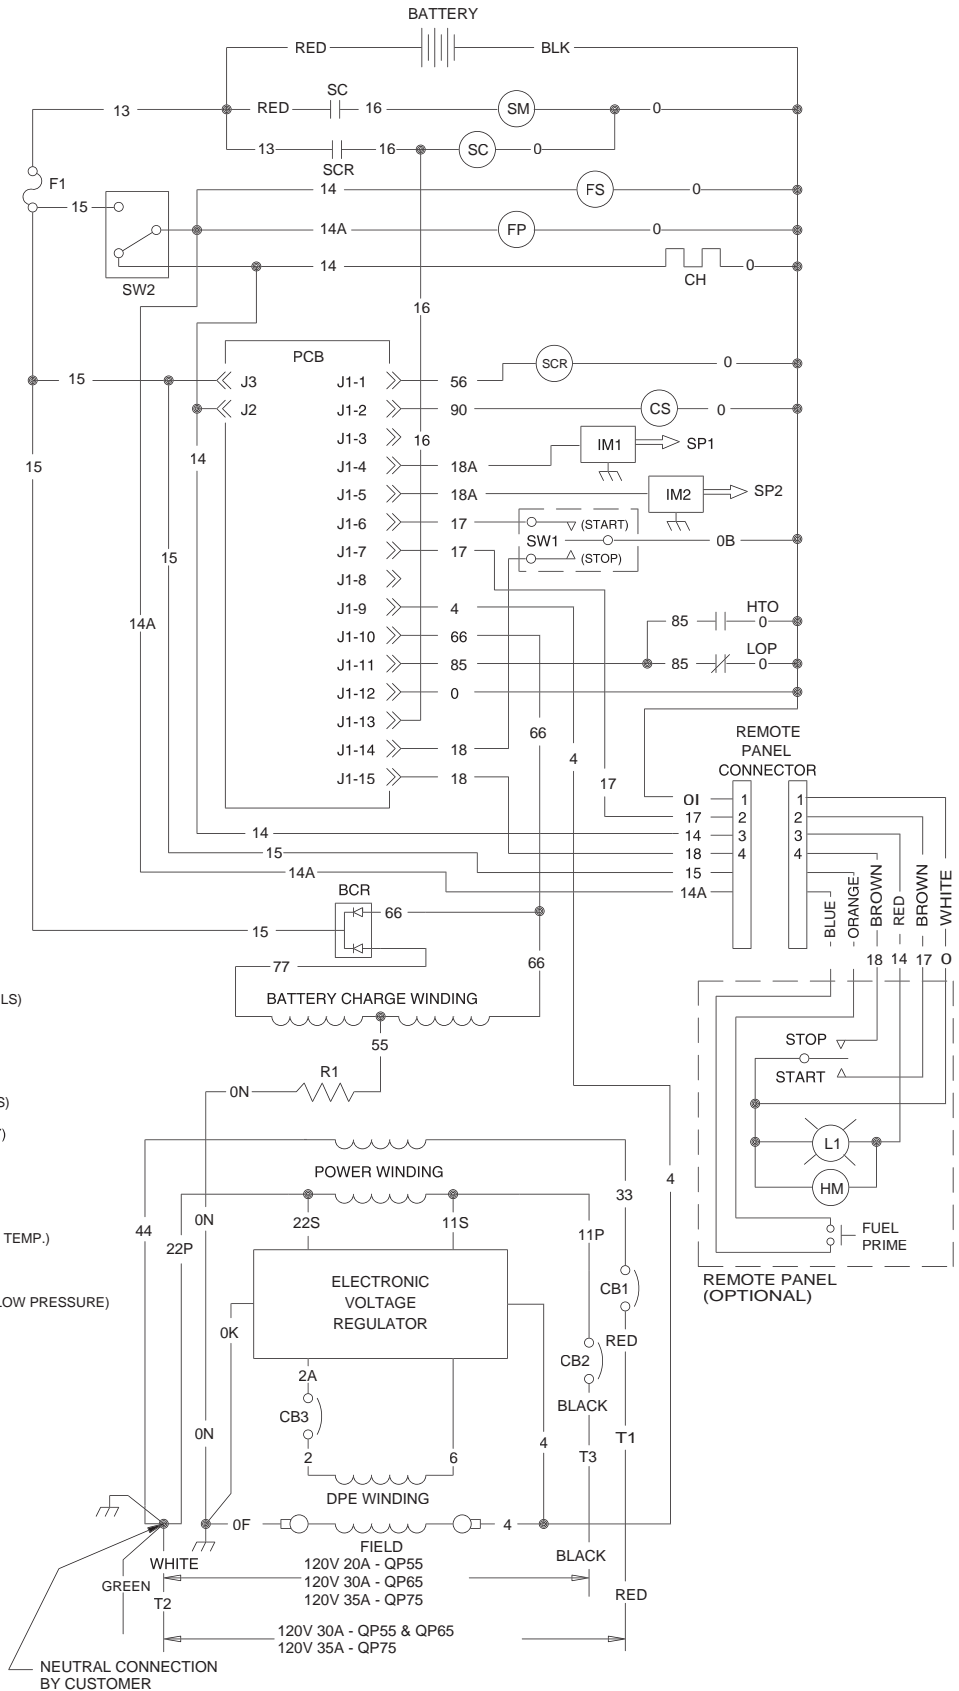 BATTERY
RED
BLK
SC
13
RED
16
SM
0
13
16
SC
0
SCR
F1
14
FS
0
15
14A
FP
0
14
0
SW2
CH
16
PCB
SCR
0
15
J3
J1-1
56
J2
J1-2
90
CS
0
J1-3
16
IM1
SP1
14
J1-4
18A
15
J1-5
18A
IM2
SP2
J1-6
17
(START)
SW1
0B
J1-7
17
(STOP)
15
J1-8
HTO
J1-9
4
85
0
14A
J1-10
66
LOP
J1-11
85
85
0
J1-12
0
J1-13
66
REMOTE
PANEL
CONNECTOR
J1-14
18
4
J1-15
18
17
OI
1
1
17
2
2
14
14
3
3
15
18
4
4
14A
15
14A
BLUE
ORANGE
BROWN
RED
BROWN
WHITE
BCR
66
15
77
66
18
14
17
0
LS)
BATTERY CHARGE WINDING
55
STOP
R1
START
0N
S)
Y)
L1
POWER WINDING
4
33
HM
44
0N
22S
11S
22P
11P
FUEL
PRIME
TEMP.)
ELECTRONIC
VOLTAGE
REGULATOR
REMOTE PANEL
(OPTIONAL)
CB1
LOW PRESSURE)
0K
RED
CB2
2A
BLACK
CB3
0N
T1
4
2
6
T3
DPE WINDING
0F
4
FIELD
WHITE
BLACK
120V 20A - QP55
120V 30A - QP65
120V 35A - QP75
GREEN
T2
RED
120V 30A - QP55 & QP65
120V 35A - QP75
NEUTRAL CONNECTION
BY CUSTOMER